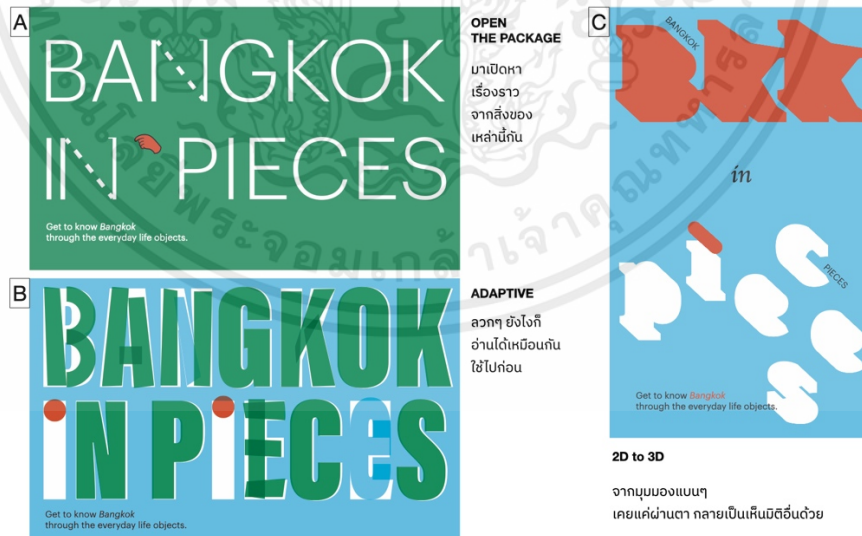 A
BANGKOK
IN PIECES
Get to know Bangkok
through the everyday life objects.
OPEN
THE PACKAGE
มาเปิดหา
เรื่องราว
จากสิ่งของ
เหล่านี้กัน
B
BANGKOK
iN PiECES
Get to know Bangkok
through the everyday life objects.
ADAPTIVE
ลวกๆ ยังไงก็
อ่านได้เหมือนกัน
ใช้ไปก่อน
C
BANGKOK
Bkk
in
pieces
PIECES
Get to know Bangkok
through the everyday life objects.
2D to 3D
จากมุมมองแบนๆ
เคยแค่ผ่านตา กลายเป็นเห็นมิติอื่นด้วย